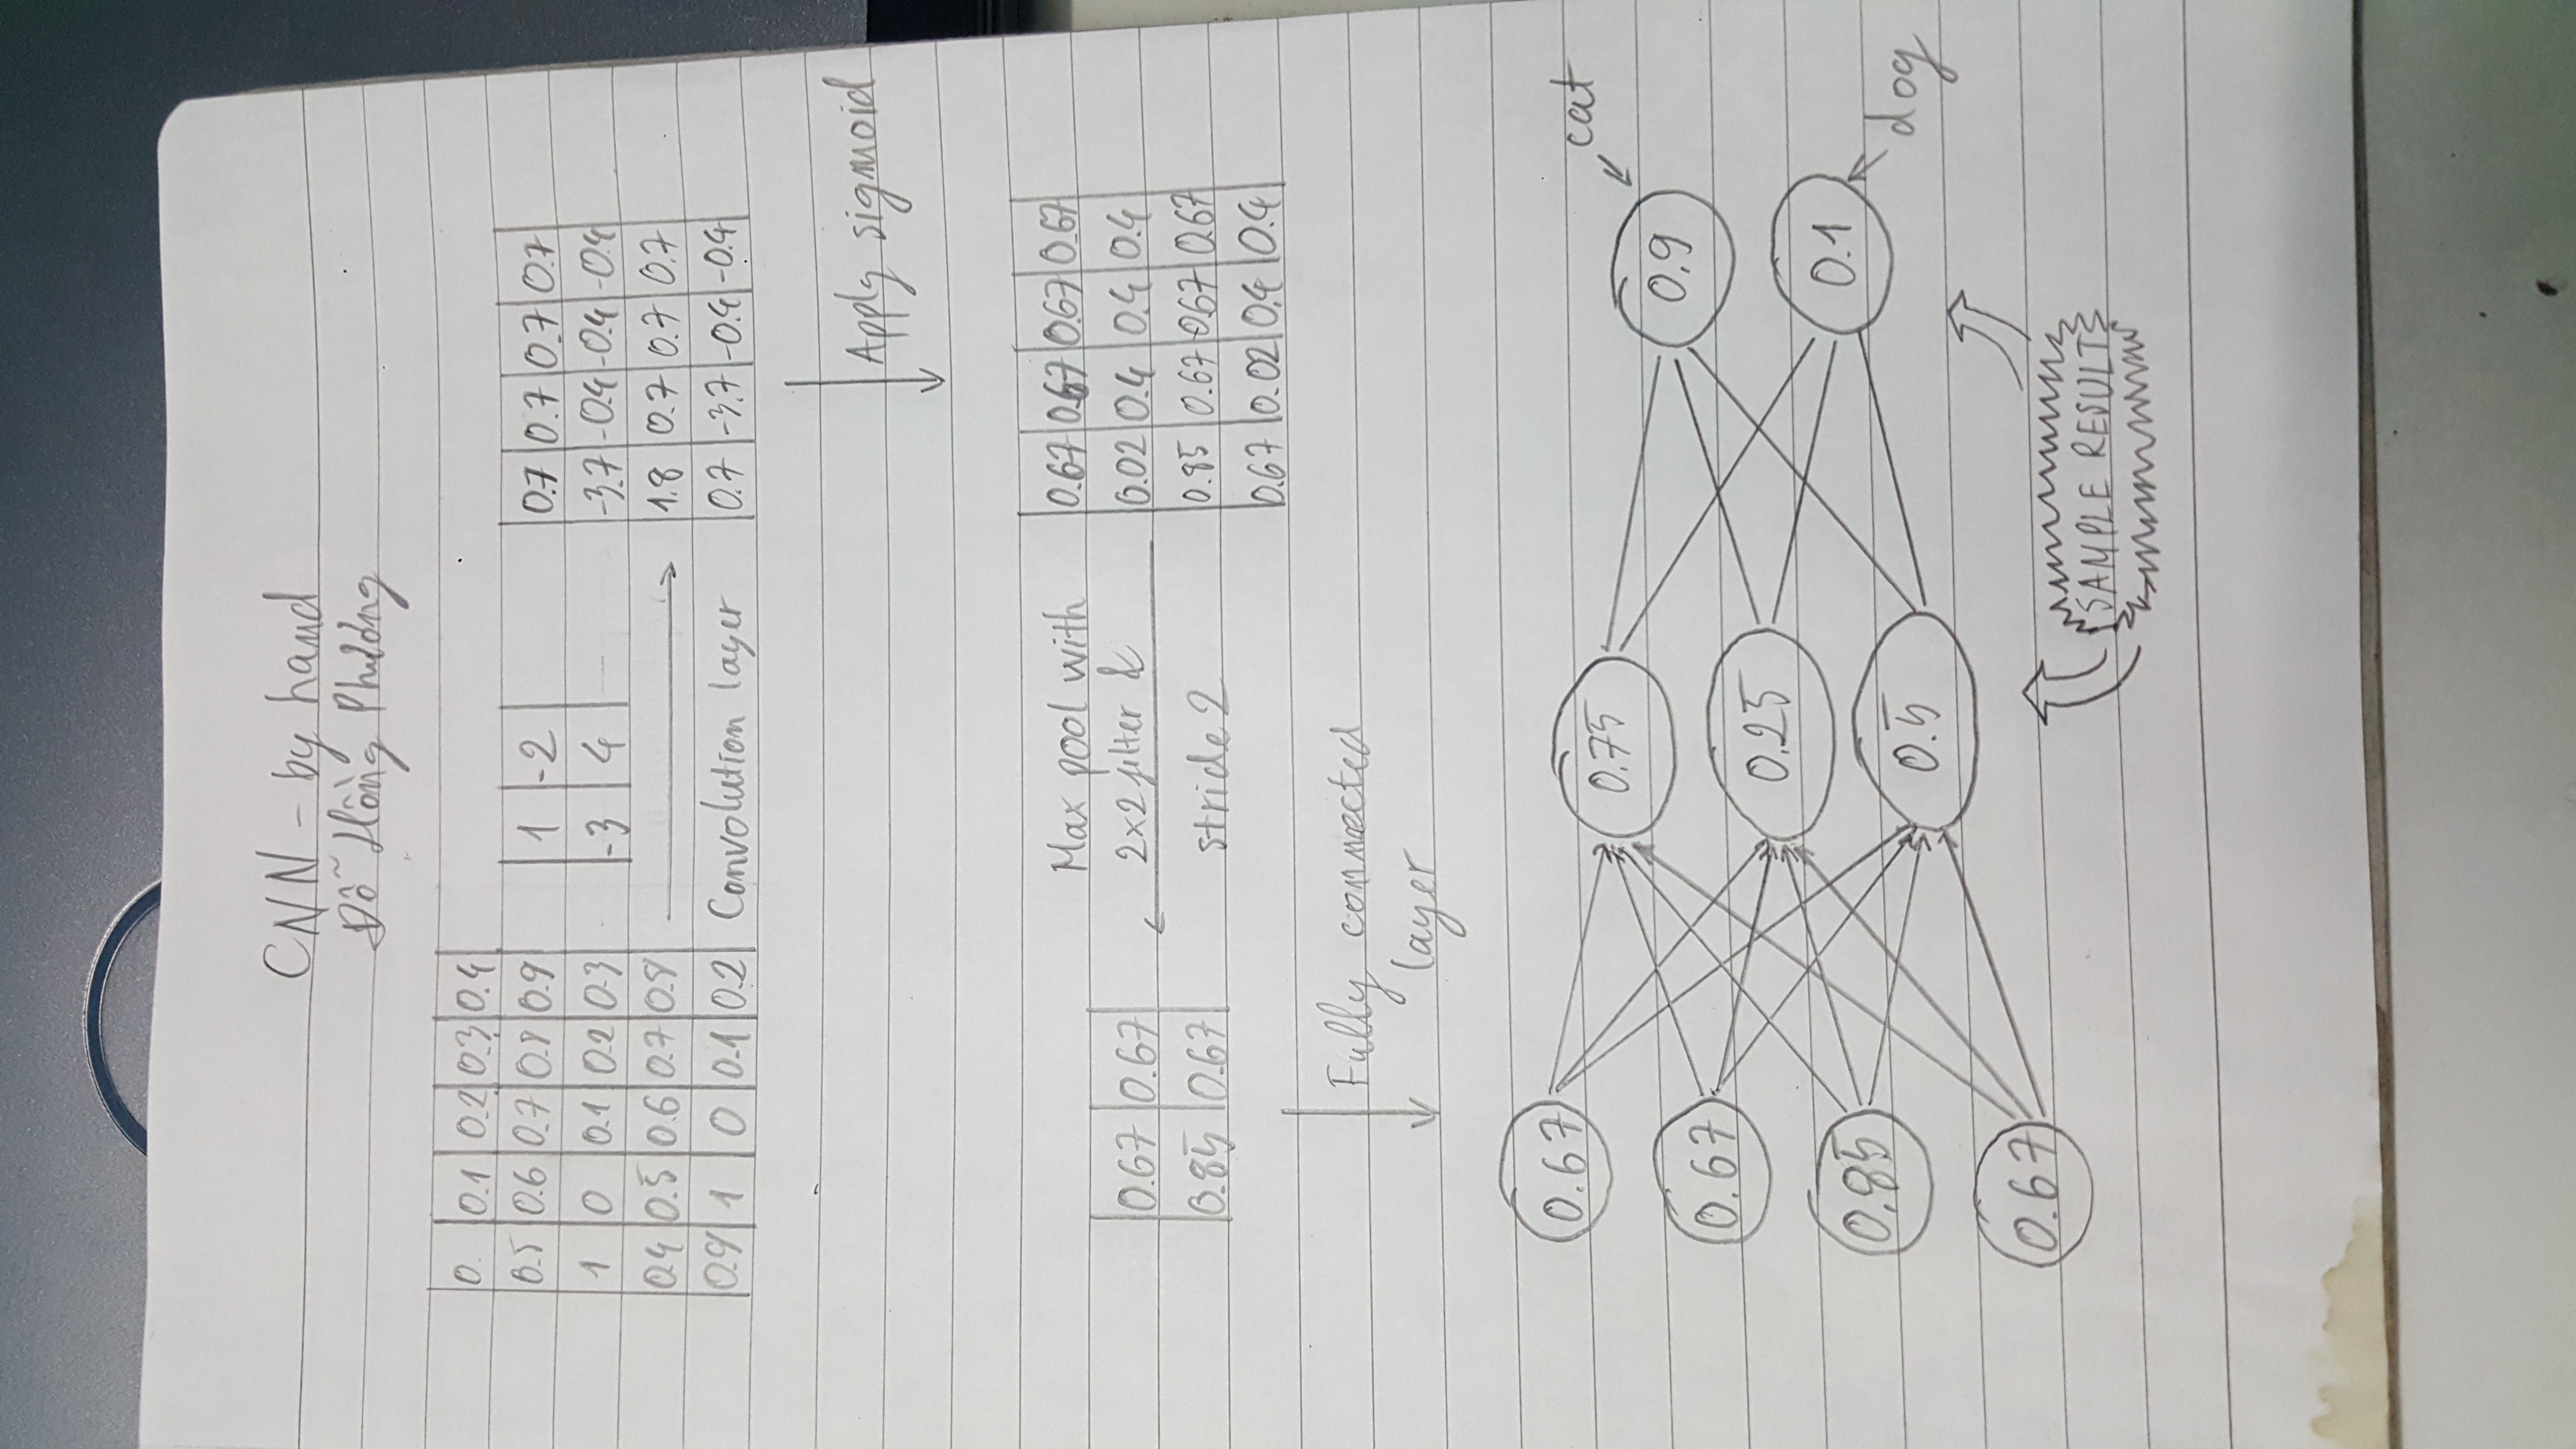 CNN - by hand
Đỗ Hồng Phương
0. 0.1 0.2 0.3 0.4
0.5 0.6 0.7 0.8 0.9
1 0 0.1 0.2 0.3
0.4 0.5 0.6 0.7 0.8
0.9 1 0 0.1 0.2
1 -2
-3 4
Convolution layer
0.7 0.7 0.7 0.7
-3.7 -0.4 -0.4 -0.4
1.8 0.7 0.7 0.7
0.7 -3.7 -0.4 -0.4
Apply sigmoid
0.67 0.67 0.67 0.67
0.02 0.4 0.4 0.4
0.85 0.67 0.67 0.67
0.67 0.02 0.4 0.4
Max pool with
2x2 filter &
stride 2
0.67 0.67
0.85 0.67
Fully connected
layer
0.67
0.67
0.85
0.67
0.75
0.25
0.5
cat
0.9
0.1
dog
SAMPLE RESULT